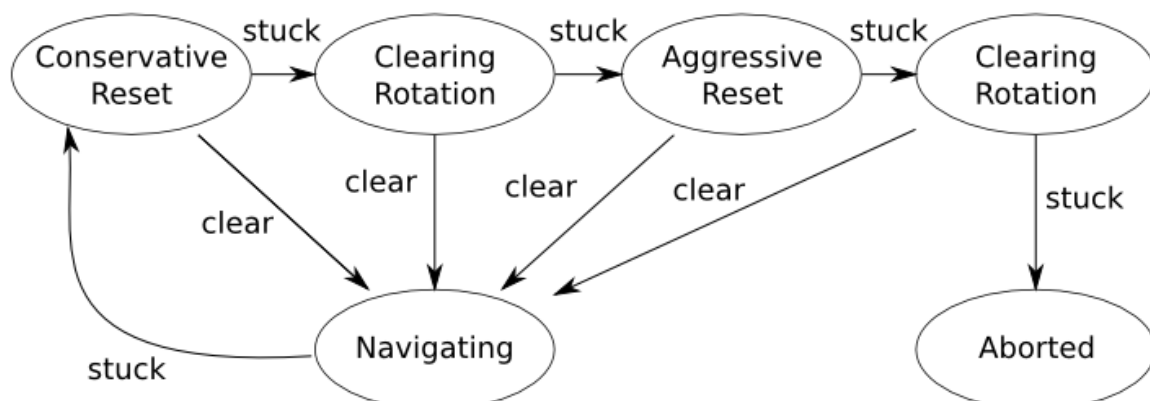 stuck
stuck
stuck
Conservative
Reset
Clearing
Rotation
Aggressive
Reset
Clearing
Rotation
clear
clear
clear
clear
stuck
stuck
Navigating
Aborted